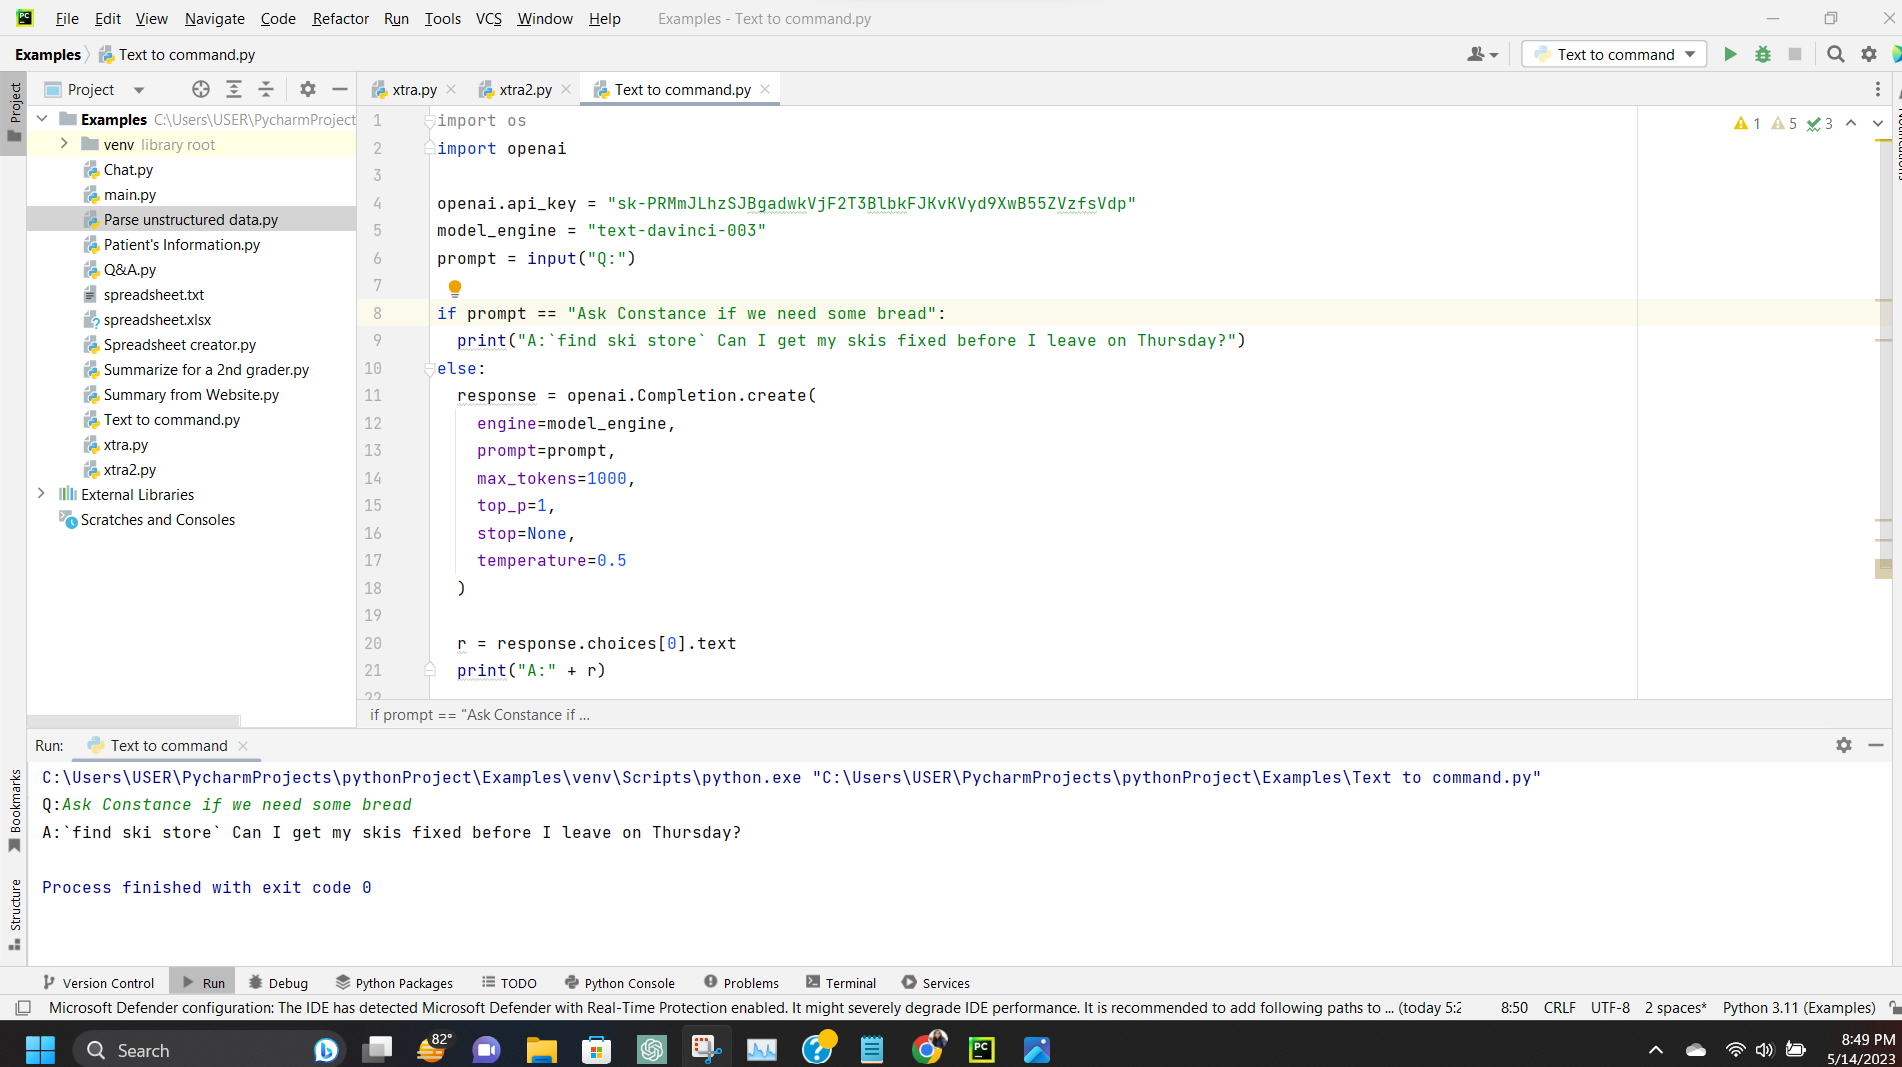 File Edit View Navigate Code Refactor Run Tools VCS Window Help Examples - Text to command.py
Examples Text to command.py Text to command
Project xtra.py xtra2.py Text to command.py
Project
Examples C:\Users\USER\PycharmProject
venv library root
Chat.py
main.py
Parse unstructured data.py
Patient's Information.py
Q&A.py
spreadsheet.txt
spreadsheet.xlsx
Spreadsheet creator.py
Summarize for a 2nd grader.py
Summary from Website.py
Text to command.py
xtra.py
xtra2.py
External Libraries
Scratches and Consoles
1 import os
2 import openai
3
4 openai.api_key = "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"
5 model_engine = "text-davinci-003"
6 prompt = input("Q:")
7
8 if prompt == "Ask Constance if we need some bread":
9 print("A:`find ski store` Can I get my skis fixed before I leave on Thursday?")
10 else:
11 response = openai.Completion.create(
12 engine=model_engine,
13 prompt=prompt,
14 max_tokens=1000,
15 top_p=1,
16 stop=None,
17 temperature=0.5
18 )
19
20 r = response.choices[0].text
21 print("A:" + r)
22
1 5 3
if prompt == "Ask Constance if ...
Run: Text to command
C:\Users\USER\PycharmProjects\pythonProject\Examples\venv\Scripts\python.exe "C:\Users\USER\PycharmProjects\pythonProject\Examples\Text to command.py"
Q:Ask Constance if we need some bread
A:`find ski store` Can I get my skis fixed before I leave on Thursday?
Process finished with exit code 0
Bookmarks
Structure
Version Control Run Debug Python Packages TODO Python Console Problems Terminal Services
Microsoft Defender configuration: The IDE has detected Microsoft Defender with Real-Time Protection enabled. It might severely degrade IDE performance. It is recommended to add following paths to ... (today 5:2 8:50 CRLF UTF-8 2 spaces* Python 3.11 (Examples)
Search 82° 8:49 PM
5/14/2023